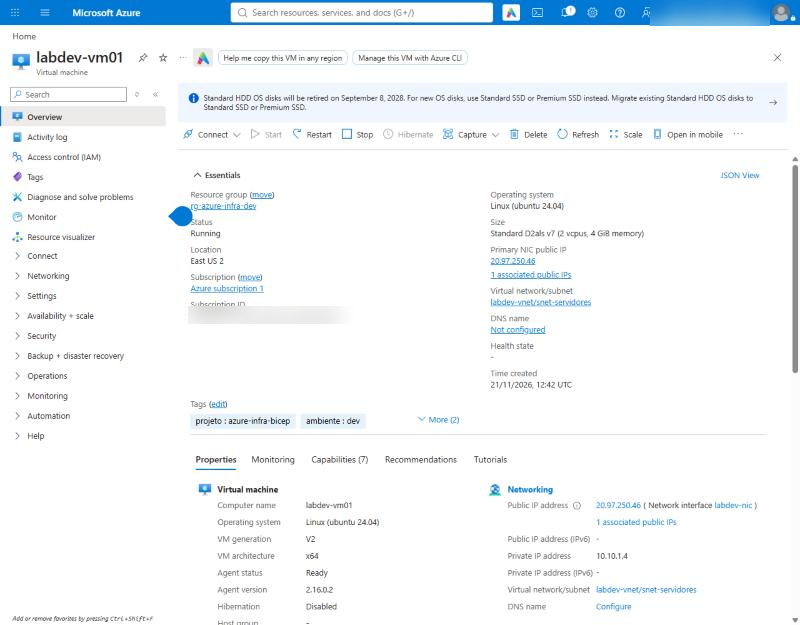 Microsoft Azure
Search resources, services, and docs (G+/)
1
Home
labdev-vm01
Virtual machine
Help me copy this VM in any region
Manage this VM with Azure CLI
Search
Overview
Activity log
Access control (IAM)
Tags
Diagnose and solve problems
Monitor
Resource visualizer
Connect
Networking
Settings
Availability + scale
Security
Backup + disaster recovery
Operations
Monitoring
Automation
Help
Add or remove favorites by pressing Ctrl+Shift+F
Standard HDD OS disks will be retired on September 8, 2028. For new OS disks, use Standard SSD or Premium SSD instead. Migrate existing Standard HDD OS disks to
Standard SSD or Premium SSD.
Connect Start Restart Stop Hibernate Capture Delete Refresh Scale Open in mobile
Essentials
JSON View
Resource group (move)
rg-azure-infra-dev
Status
Running
Location
East US 2
Subscription (move)
Azure subscription 1
Subscription ID
Operating system
Linux (ubuntu 24.04)
Size
Standard D2als v7 (2 vcpus, 4 GiB memory)
Primary NIC public IP
20.97.250.46
1 associated public IPs
Virtual network/subnet
labdev-vnet/snet-servidores
DNS name
Not configured
Health state
-
Time created
21/11/2026, 12:42 UTC
Tags (edit)
projeto : azure-infra-bicep
ambiente : dev
More (2)
Properties Monitoring Capabilities (7) Recommendations Tutorials
Virtual machine
Computer name labdev-vm01
Operating system Linux (ubuntu 24.04)
VM generation V2
VM architecture x64
Agent status Ready
Agent version 2.16.0.2
Hibernation Disabled
Host group -
Networking
Public IP address 20.97.250.46 ( Network interface labdev-nic )
1 associated public IPs
Public IP address (IPv6) -
Private IP address 10.10.1.4
Private IP address (IPv6) -
Virtual network/subnet labdev-vnet/snet-servidores
DNS name Configure